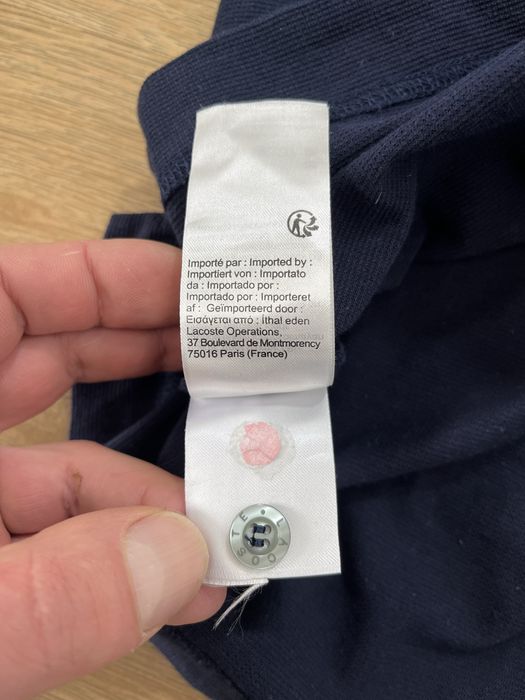 Importé par : Imported by :
Importiert von : Importato
da : Importado por :
Importado por : Importeret
af : Geïmporteerd door :
Εισάγεται από : İthal eden
Lacoste Operations,
37 Boulevard de Montmorency
75016 Paris (France)
LACOSTE